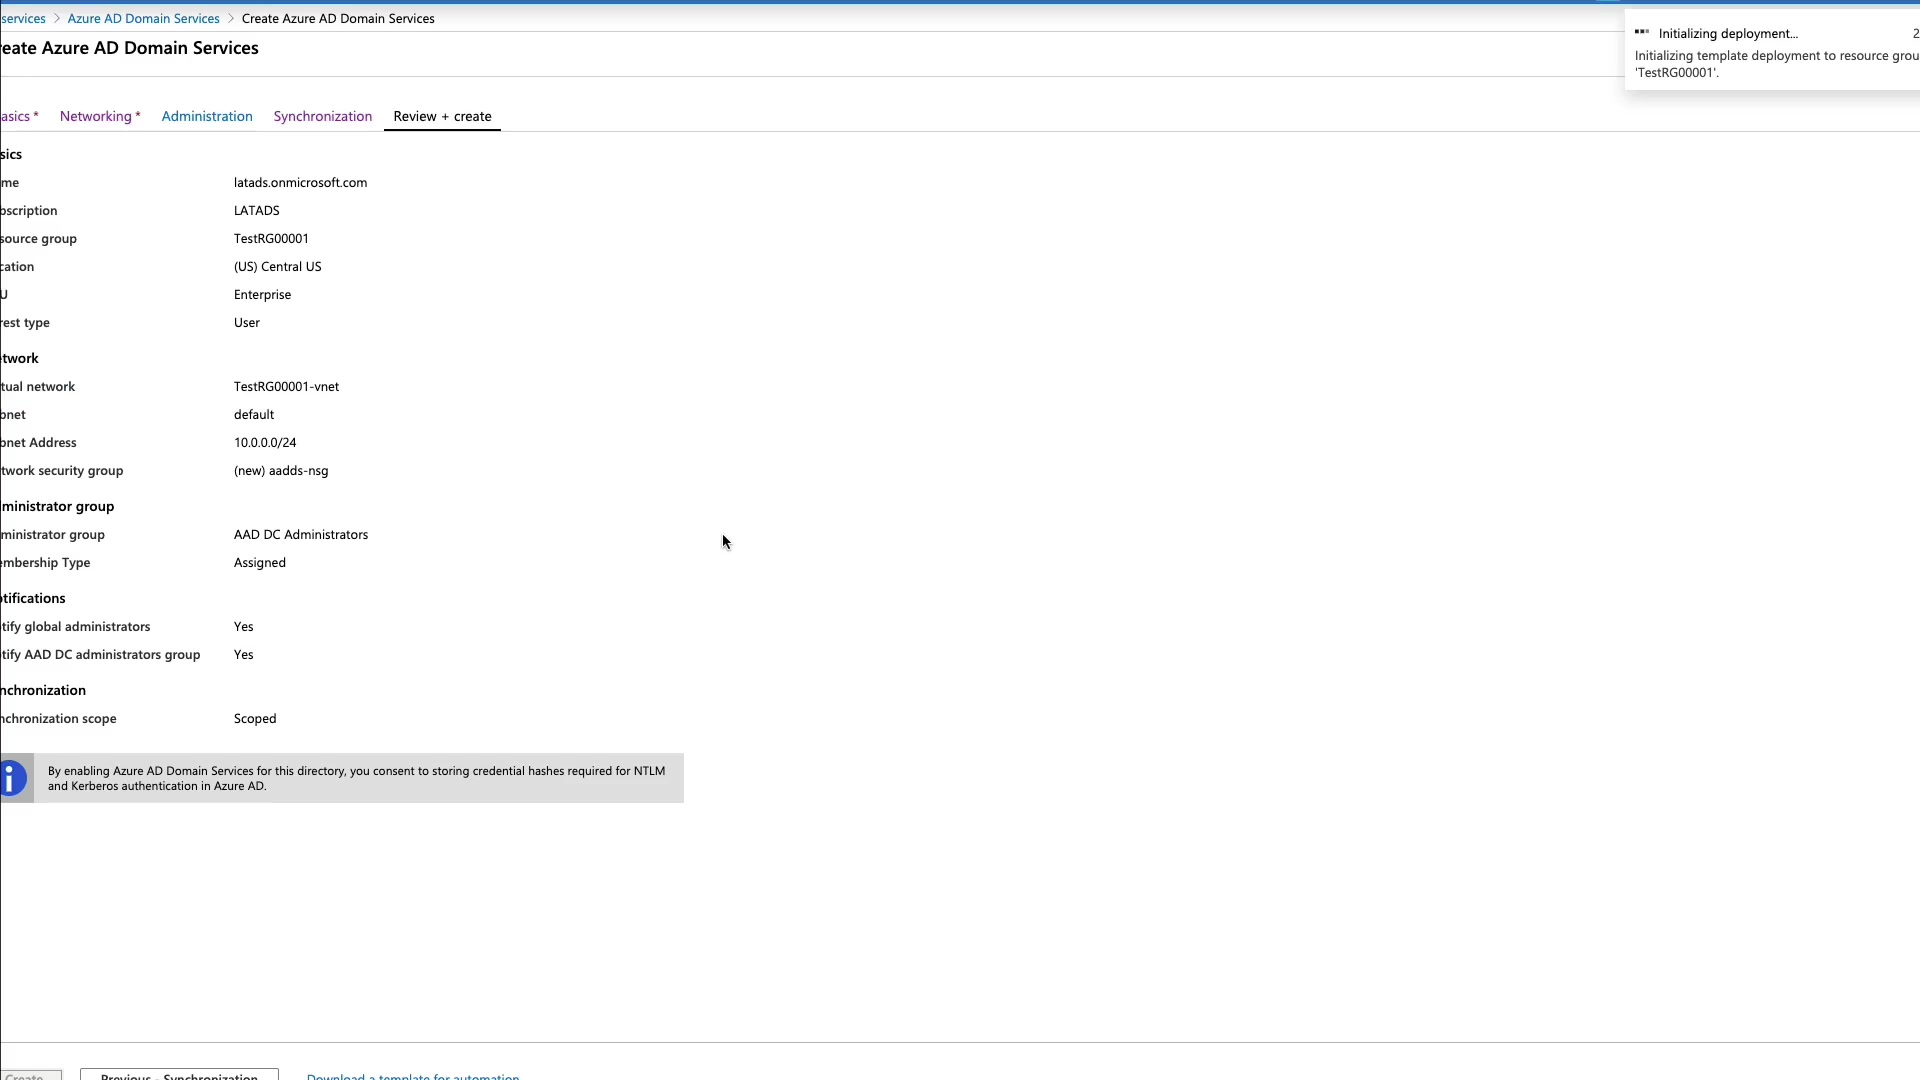 services > Azure AD Domain Services > Create Azure AD Domain Services
eate Azure AD Domain Services
Initializing deployment... 2
Initializing template deployment to resource grou
'TestRG00001'.
asics * Networking * Administration Synchronization Review + create
sics
me latads.onmicrosoft.com
bscription LATADS
source group TestRG00001
cation (US) Central US
U Enterprise
rest type User
etwork
tual network TestRG00001-vnet
bnet default
bnet Address 10.0.0.0/24
twork security group (new) aadds-nsg
ministrator group
ministrator group AAD DC Administrators
embership Type Assigned
otifications
tify global administrators Yes
tify AAD DC administrators group Yes
nchronization
nchronization scope Scoped
By enabling Azure AD Domain Services for this directory, you consent to storing credential hashes required for NTLM
and Kerberos authentication in Azure AD.
Create Previous - Synchronization Download a template for automation